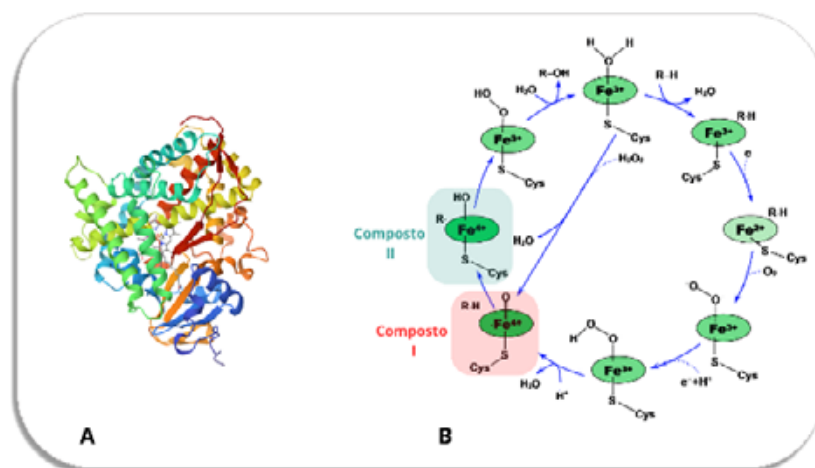 H H
O
Fe³⁺
S
Cys
R–H
H₂O
R·H
Fe³⁺
S
Cys
e
R·H
Fe³⁺
S
Cys
O₂
O
O
Fe³⁺
S
Cys
e⁻+H⁺
H
O
O
Fe³⁺
S
Cys
H⁺
H₂O
R·H
O
Fe⁴⁺
S
Cys
Composto
I
HO
R·
Fe⁴⁺
S
Cys
Composto
II
HO
O
Fe³⁺
S
Cys
H₂O
R–OH
H₂O₂
H₂O
A
B